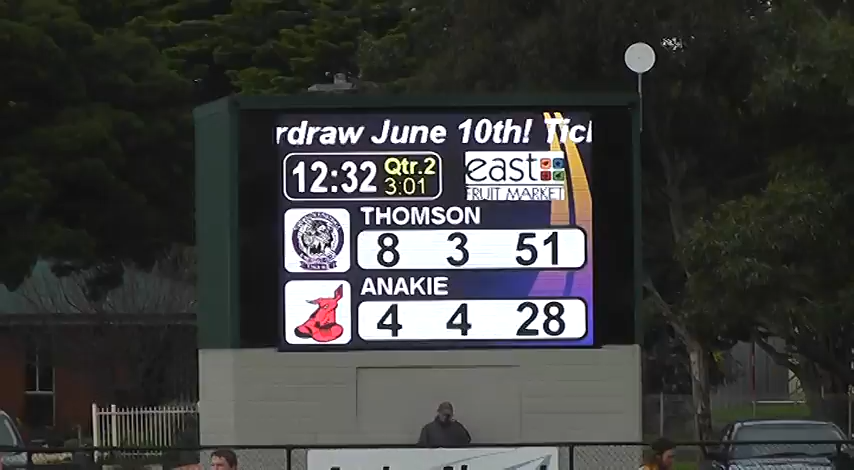 rdraw June 10th! Tick
12:32 Qtr.2
3:01
east
FRUIT MARKET
THOMSON
8 3 51
ANAKIE
4 4 28